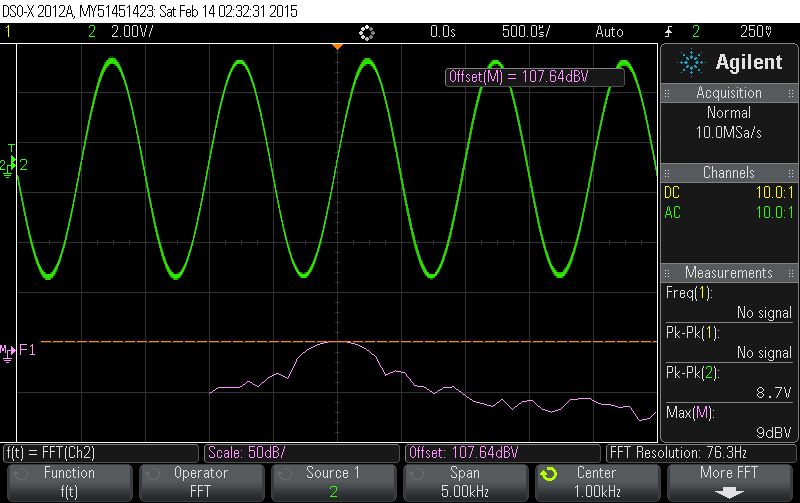 DSO-X 2012A, MY51451423: Sat Feb 14 02:32:31 2015
1 2 2.00V/ 0.0s 500.0µs/ Auto 2 250mV
Agilent
Offset(M) = 107.64dBV
Acquisition
Normal
10.0MSa/s
T
2 2
Channels
DC 10.0:1
AC 10.0:1
Measurements
Freq(1):
No signal
Pk-Pk(1):
No signal
Pk-Pk(2):
8.7V
Max(M):
9dBV
M F1
f(t) = FFT(Ch2) Scale: 50dB/ Offset: 107.64dBV FFT Resolution: 76.3Hz
Function Operator Source 1 Span Center More FFT
f(t) FFT 2 5.00kHz 1.00kHz